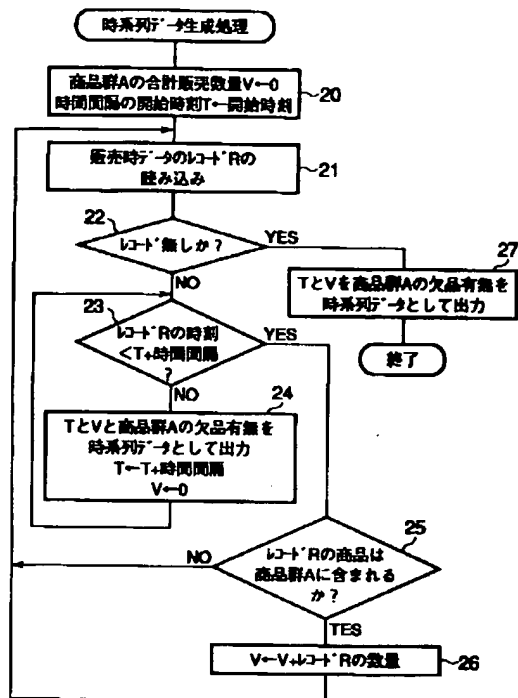 時系列データ生成処理
商品群Aの合計販売数量V←0
時間間隔の開始時刻T←開始時刻
20
販売時データのレコードRの
読み込み
21
22
レコード無しか?
YES
NO
27
TとVを商品群Aの欠品有無を
時系列データとして出力
終了
23
レコードRの時刻
<T+時間間隔
?
YES
NO
24
TとVと商品群Aの欠品有無を
時系列データとして出力
T←T+時間間隔
V←0
25
レコードRの商品は
商品群Aに含まれる
か?
NO
TES
V←V+レコードRの数量
26